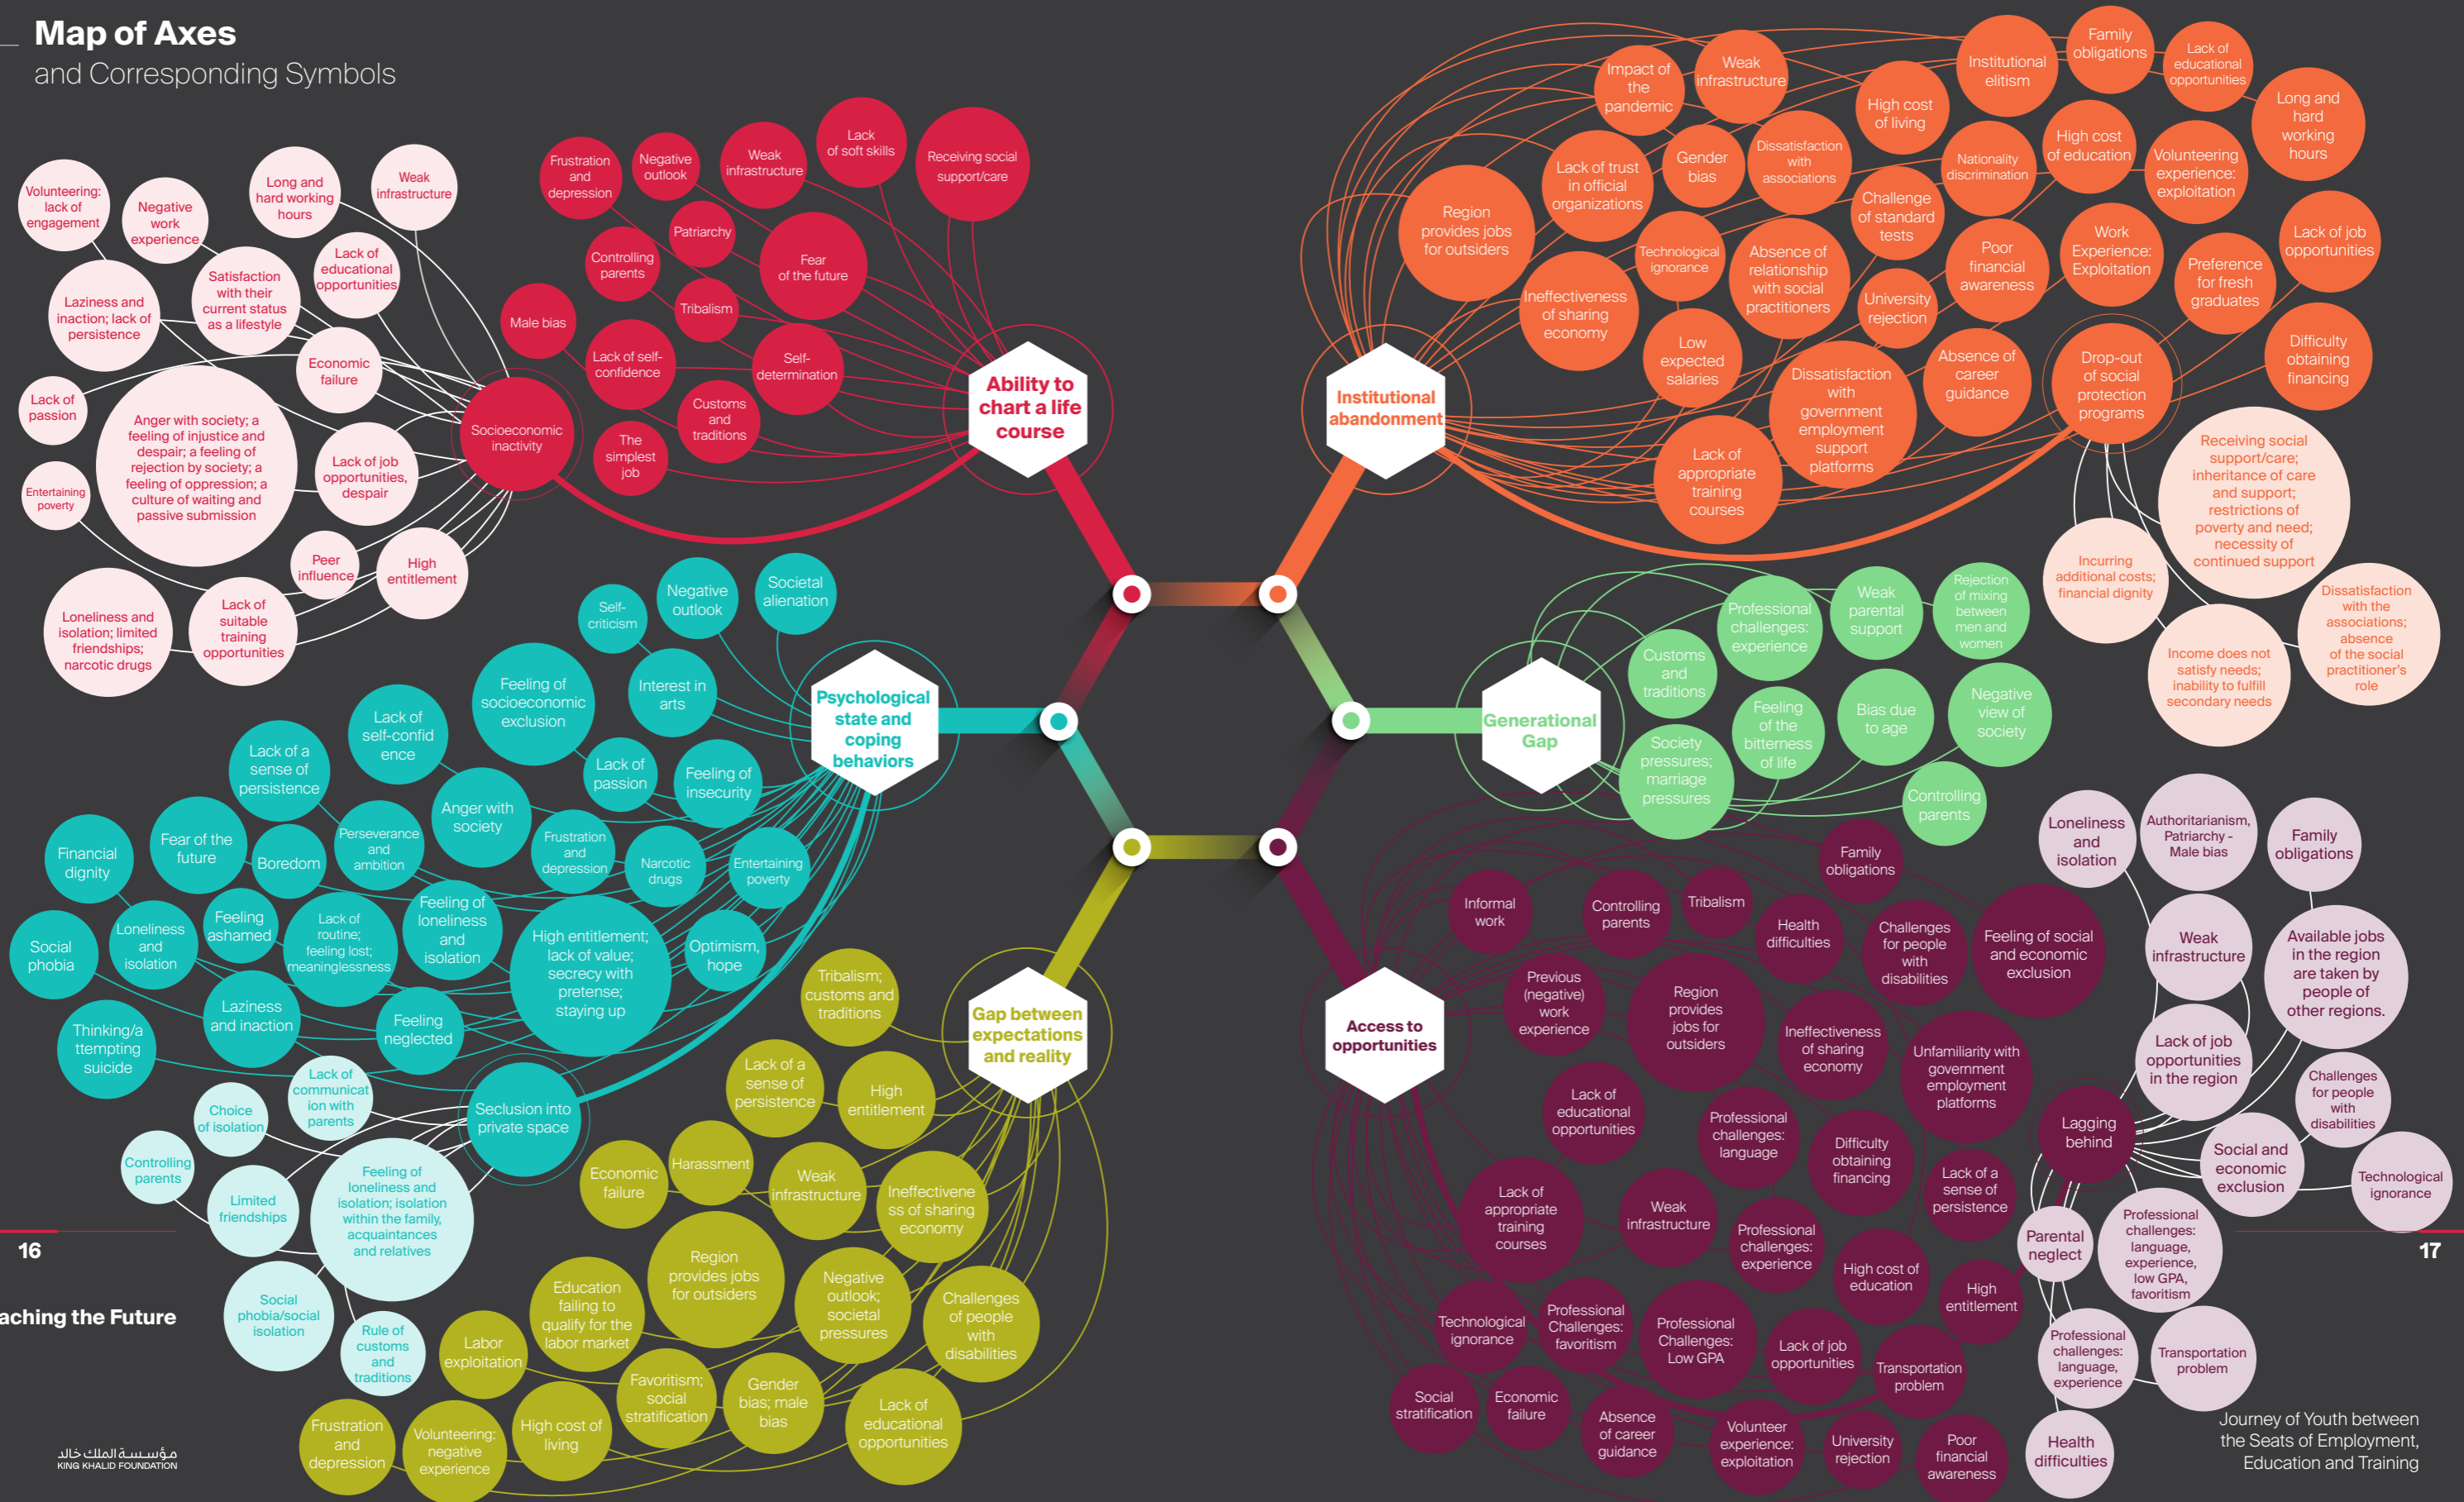 Map of Axes
and Corresponding Symbols
Volunteering:
lack of
engagement
Negative
work
experience
Long and
hard working
hours
Weak
infrastructure
Laziness and
inaction; lack of
persistence
Satisfaction
with their
current status
as a lifestyle
Lack of
educational
opportunities
Economic
failure
Lack of
passion
Anger with society; a
feeling of injustice and
despair; a feeling of
rejection by society; a
feeling of oppression; a
culture of waiting and
passive submission
Lack of job
opportunities,
despair
Entertaining
poverty
Peer
influence
High
entitlement
Loneliness and
isolation; limited
friendships;
narcotic drugs
Lack of
suitable
training
opportunities
Socioeconomic
inactivity
Frustration
and
depression
Negative
outlook
Weak
infrastructure
Lack
of soft skills
Receiving social
support/care
Patriarchy
Controlling
parents
Fear
of the future
Tribalism
Male bias
Lack of self-
confidence
Self-
determination
Customs
and
traditions
The
simplest
job
Ability to
chart a life
course
Institutional
abandonment
Impact of
the
pandemic
Weak
infrastructure
High cost
of living
Institutional
elitism
Family
obligations
Lack of
educational
opportunities
Long and
hard
working
hours
Region
provides jobs
for outsiders
Lack of trust
in official
organizations
Gender
bias
Dissatisfaction
with
associations
Nationality
discrimination
High cost
of education
Volunteering
experience:
exploitation
Challenge
of standard
tests
Technological
ignorance
Absence of
relationship
with social
practitioners
Poor
financial
awareness
Work
Experience:
Exploitation
Lack of job
opportunities
Preference
for fresh
graduates
Ineffectiveness
of sharing
economy
University
rejection
Low
expected
salaries
Absence of
career
guidance
Difficulty
obtaining
financing
Dissatisfaction
with
government
employment
support
platforms
Lack of
appropriate
training
courses
Drop-out
of social
protection
programs
Receiving social
support/care;
inheritance of care
and support;
restrictions of
poverty and need;
necessity of
continued support
Incurring
additional costs;
financial dignity
Income does not
satisfy needs;
inability to fulfill
secondary needs
Dissatisfaction
with the
associations;
absence
of the social
practitioner's
role
Psychological
state and
coping
behaviors
Self-
criticism
Negative
outlook
Societal
alienation
Feeling of
socioeconomic
exclusion
Interest in
arts
Lack of
self-confid
ence
Lack of a
sense of
persistence
Lack of
passion
Feeling of
insecurity
Anger with
society
Financial
dignity
Fear of the
future
Boredom
Perseverance
and
ambition
Frustration
and
depression
Narcotic
drugs
Entertaining
poverty
Social
phobia
Loneliness
and
isolation
Feeling
ashamed
Lack of
routine;
feeling lost;
meaninglessness
Feeling of
loneliness
and
isolation
High entitlement;
lack of value;
secrecy with
pretense;
staying up
Optimism,
hope
Thinking/a
ttempting
suicide
Laziness
and inaction
Feeling
neglected
Seclusion into
private space
Lack of
communicat
ion with
parents
Choice
of isolation
Controlling
parents
Limited
friendships
Feeling of
loneliness and
isolation; isolation
within the family,
acquaintances
and relatives
Social
phobia/social
isolation
Rule of
customs
and
traditions
Generational
Gap
Professional
challenges:
experience
Weak
parental
support
Rejection
of mixing
between
men and
women
Customs
and
traditions
Feeling
of the
bitterness
of life
Bias due
to age
Negative
view of
society
Society
pressures;
marriage
pressures
Controlling
parents
Gap between
expectations
and reality
Tribalism;
customs and
traditions
Lack of a
sense of
persistence
High
entitlement
Economic
failure
Harassment
Weak
infrastructure
Ineffectivene
ss of sharing
economy
Region
provides jobs
for outsiders
Education
failing to
qualify for the
labor market
Negative
outlook;
societal
pressures
Challenges
of people
with
disabilities
Labor
exploitation
Favoritism;
social
stratification
Gender
bias; male
bias
Lack of
educational
opportunities
Frustration
and
depression
Volunteering:
negative
experience
High cost of
living
Access to
opportunities
Family
obligations
Informal
work
Controlling
parents
Tribalism
Health
difficulties
Challenges
for people
with
disabilities
Feeling of social
and economic
exclusion
Previous
(negative)
work
experience
Region
provides
jobs for
outsiders
Ineffectiveness
of sharing
economy
Unfamiliarity with
government
employment
platforms
Lack of
educational
opportunities
Professional
challenges:
language
Difficulty
obtaining
financing
Lack of a
sense of
persistence
Lack of
appropriate
training
courses
Weak
infrastructure
Professional
challenges:
experience
High cost of
education
High
entitlement
Technological
ignorance
Professional
Challenges:
favoritism
Professional
Challenges:
Low GPA
Lack of job
opportunities
Transportation
problem
Social
stratification
Economic
failure
Absence
of career
guidance
Volunteer
experience:
exploitation
University
rejection
Poor
financial
awareness
Lagging
behind
Loneliness
and
isolation
Authoritarianism,
Patriarchy -
Male bias
Family
obligations
Weak
infrastructure
Available jobs
in the region
are taken by
people of
other regions.
Lack of job
opportunities
in the region
Challenges
for people
with
disabilities
Social and
economic
exclusion
Technological
ignorance
Parental
neglect
Professional
challenges:
language,
experience,
low GPA,
favoritism
Professional
challenges:
language,
experience
Transportation
problem
Health
difficulties
16
aching the Future
مؤسسة الملك خالد
KING KHALID FOUNDATION
17
Journey of Youth between
the Seats of Employment,
Education and Training